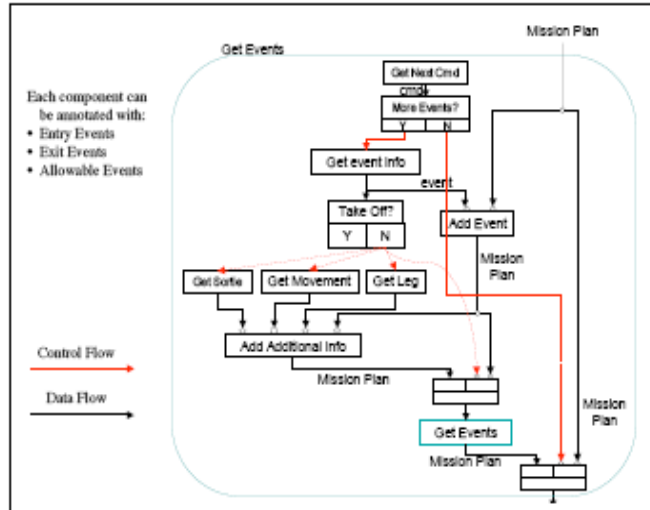 Mission Plan
Get Events
Get Next Cmd
cmd
More Events?
Y N
Each component can
be annotated with:
• Entry Events
• Exit Events
• Allowable Events
Get event Info
event
Take Off?
Y N
Add Event
Mission
Plan
Get Sortie
Get Movement
Get Leg
Add Additional Info
Control Flow
Mission Plan
Data Flow
Mission
Plan
Get Events
Mission Plan